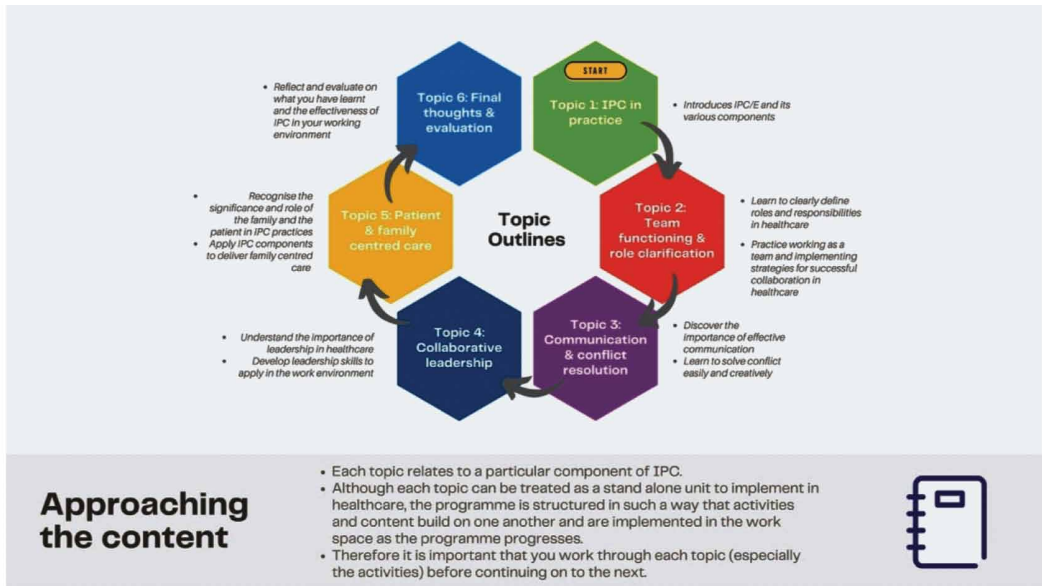 START
Topic 1: IPC in
practice
• Introduces IPC/E and its
various components
Topic 2:
Team
functioning &
role clarification
• Learn to clearly define
roles and responsibilities
in healthcare
• Practice working as a
team and implementing
strategies for successful
collaboration in
healthcare
Topic 3:
Communication
& conflict
resolution
• Discover the
importance of effective
communication
• Learn to solve conflict
easily and creatively
Topic 4:
Collaborative
leadership
• Understand the importance of
leadership in healthcare
• Develop leadership skills to
apply in the work environment
Topic 5: Patient
& family
centred care
• Recognise the
significance and role of
the family and the
patient in IPC practices
• Apply IPC components
to deliver family centred
care
Topic 6: Final
thoughts &
evaluation
• Reflect and evaluate on
what you have learnt
and the effectiveness of
IPC in your working
environment
Topic
Outlines
Approaching
the content
• Each topic relates to a particular component of IPC.
• Although each topic can be treated as a stand alone unit to implement in
healthcare, the programme is structured in such a way that activities
and content build on one another and are implemented in the work
space as the programme progresses.
• Therefore it is important that you work through each topic (especially
the activities) before continuing on to the next.